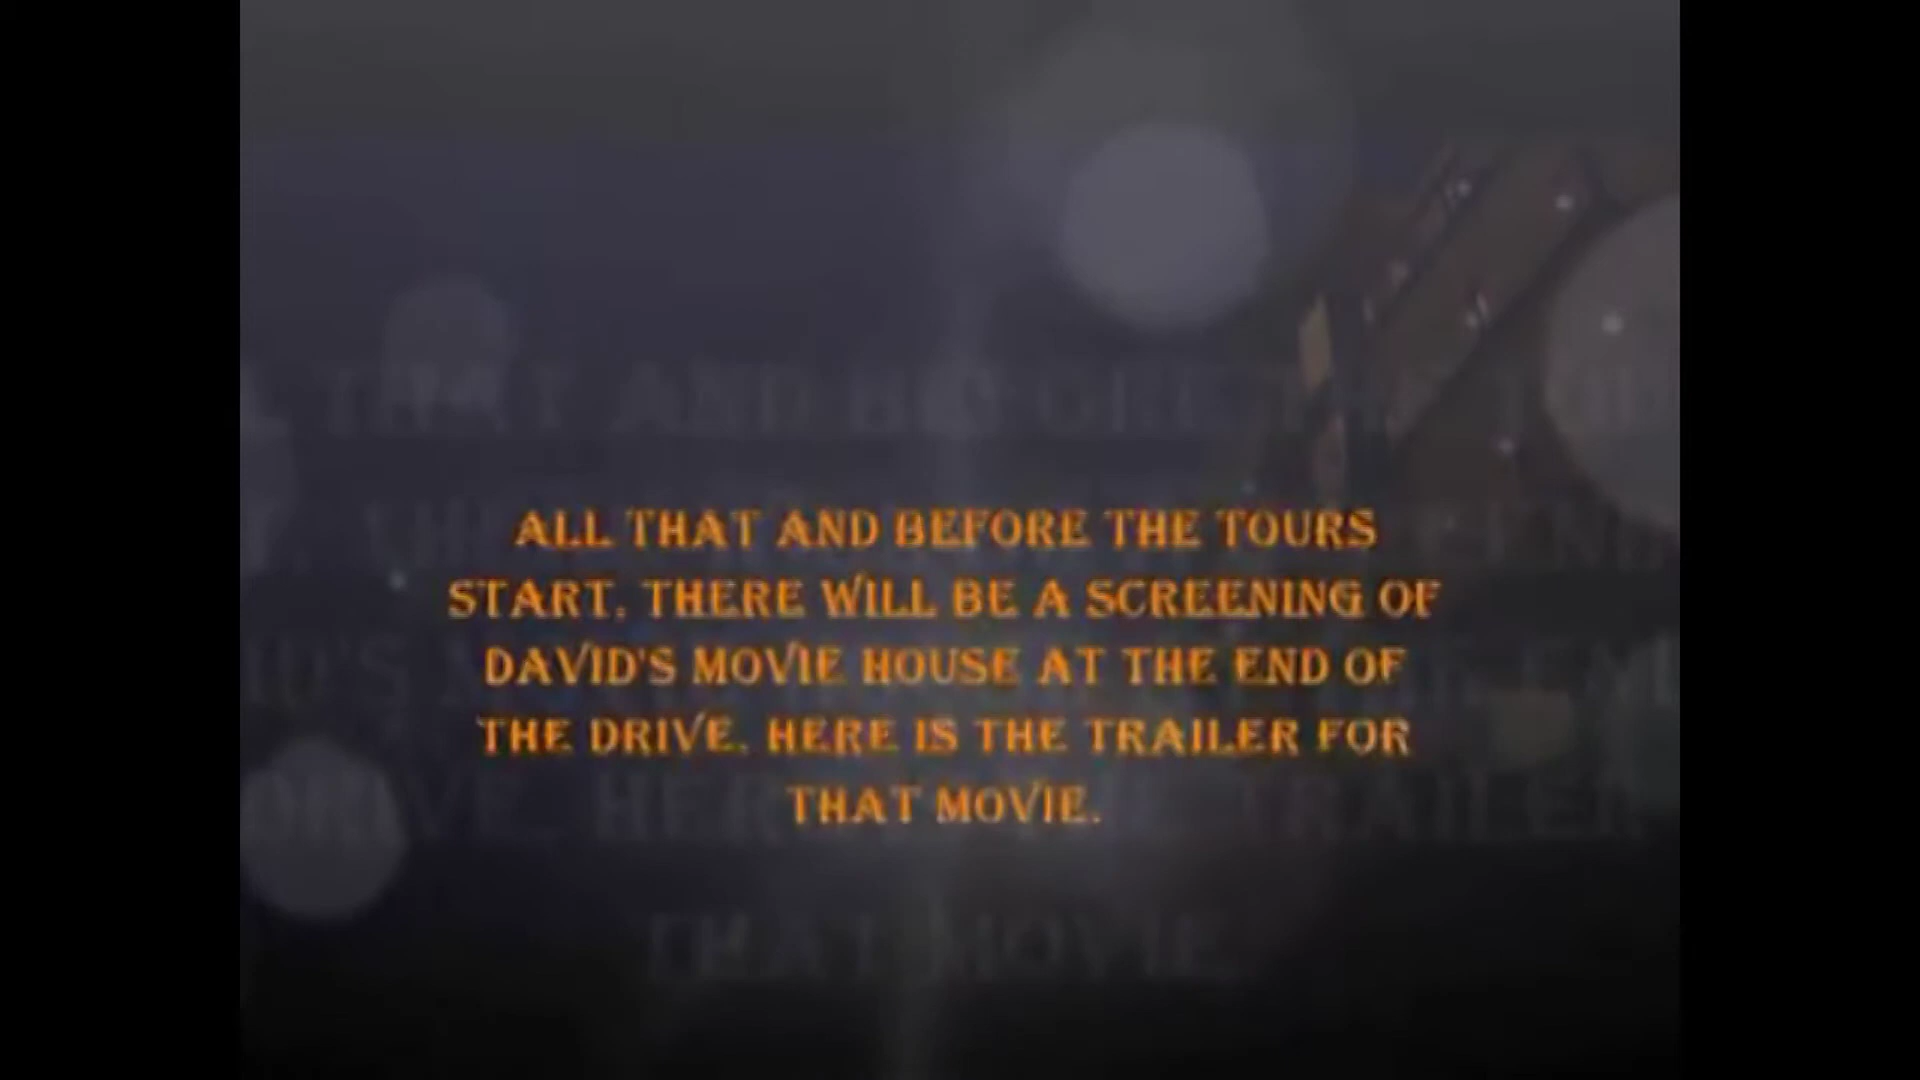 ALL THAT AND BEFORE THE TOURS
START, THERE WILL BE A SCREENING OF
DAVID'S MOVIE HOUSE AT THE END OF
THE DRIVE. HERE IS THE TRAILER FOR
THAT MOVIE.